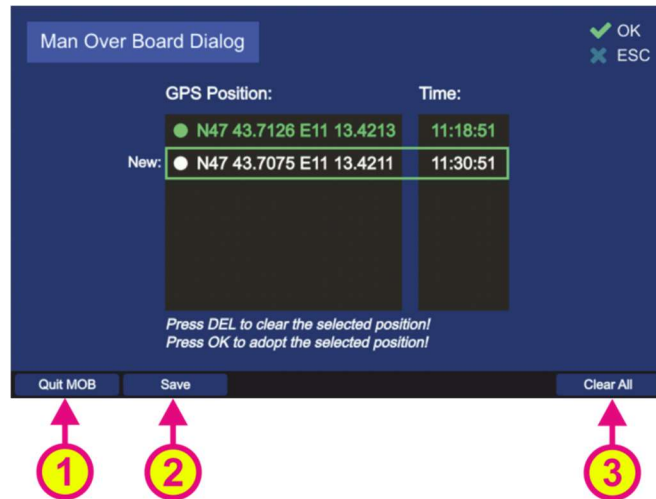 Man Over Board Dialog
OK
ESC
GPS Position: Time:
N47 43.7126 E11 13.4213 11:18:51
New: N47 43.7075 E11 13.4211 11:30:51
Press DEL to clear the selected position!
Press OK to adopt the selected position!
Quit MOB Save Clear All
1 2 3